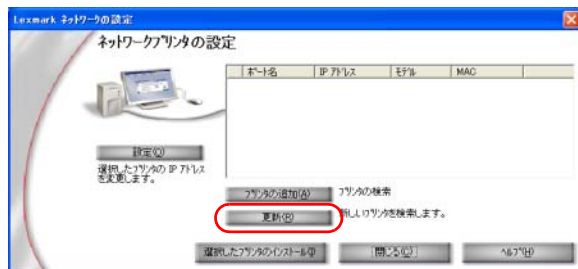 Lexmark ネットワークの設定
ネットワークプリンタの設定
ポート名 IP アドレス モデル MAC
設定(O)
選択したプリンタの IP アドレス
を変更します。
プリンタの追加(A) プリンタの検索
更新(R) 新しいプリンタを検索します。
選択したプリンタのインストール(I) 閉じる(C) ヘルプ(H)